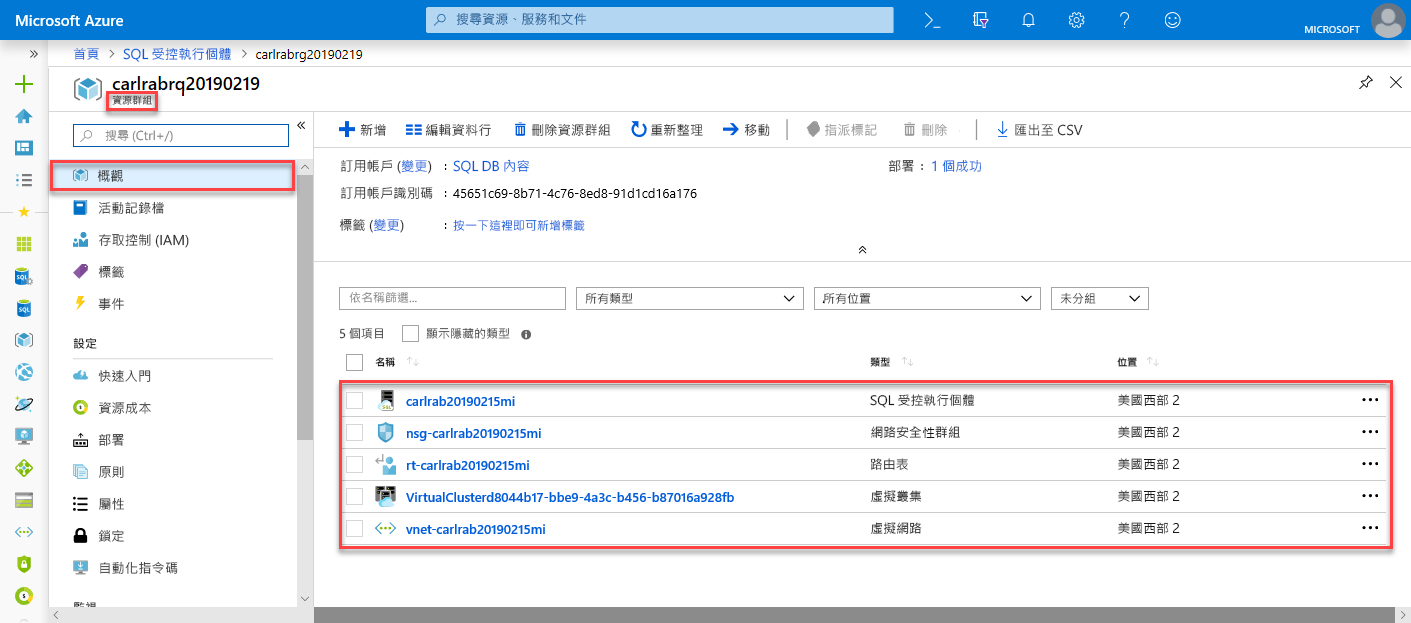 Microsoft Azure
搜尋資源、服務和文件
MICROSOFT
首頁 > SQL 受控執行個體 > carlrabrg20190219
carlrabrg20190219
資源群組
搜尋 (Ctrl+/)
概觀
活動記錄檔
存取控制 (IAM)
標籤
事件
設定
快速入門
資源成本
部署
原則
屬性
鎖定
自動化指令碼
監視
新增
編輯資料行
刪除資源群組
重新整理
移動
指派標記
刪除
匯出至 CSV
訂用帳戶 (變更) : SQL DB 內容
部署 : 1 個成功
訂用帳戶識別碼 : 45651c69-8b71-4c76-8ed8-91d1cd16a176
標籤 (變更) : 按一下這裡即可新增標籤
依名稱篩選... 所有類型 所有位置 未分組
5 個項目 顯示隱藏的類型
名稱 類型 位置
carlrab20190215mi SQL 受控執行個體 美國西部 2
nsg-carlrab20190215mi 網路安全性群組 美國西部 2
rt-carlrab20190215mi 路由表 美國西部 2
VirtualClusterd8044b17-bbe9-4a3c-b456-b87016a928fb 虛擬叢集 美國西部 2
vnet-carlrab20190215mi 虛擬網路 美國西部 2